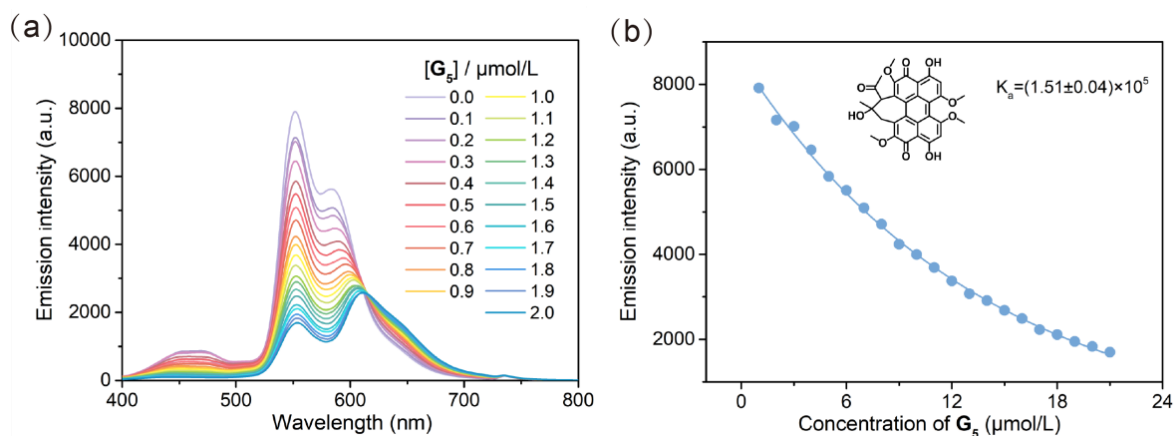 (a)
10000
8000
6000
4000
2000
0
Emission intensity (a.u.)
400 500 600 700 800
Wavelength (nm)
[G₅] / μmol/L
0.0 1.0
0.1 1.1
0.2 1.2
0.3 1.3
0.4 1.4
0.5 1.5
0.6 1.6
0.7 1.7
0.8 1.8
0.9 1.9
2.0
(b)
8000
6000
4000
2000
Emission intensity (a.u.)
0 6 12 18 24
Concentration of G₅ (μmol/L)
Kₐ=(1.51±0.04)×10⁵
O O OH
O
HO O
O
O
O OH